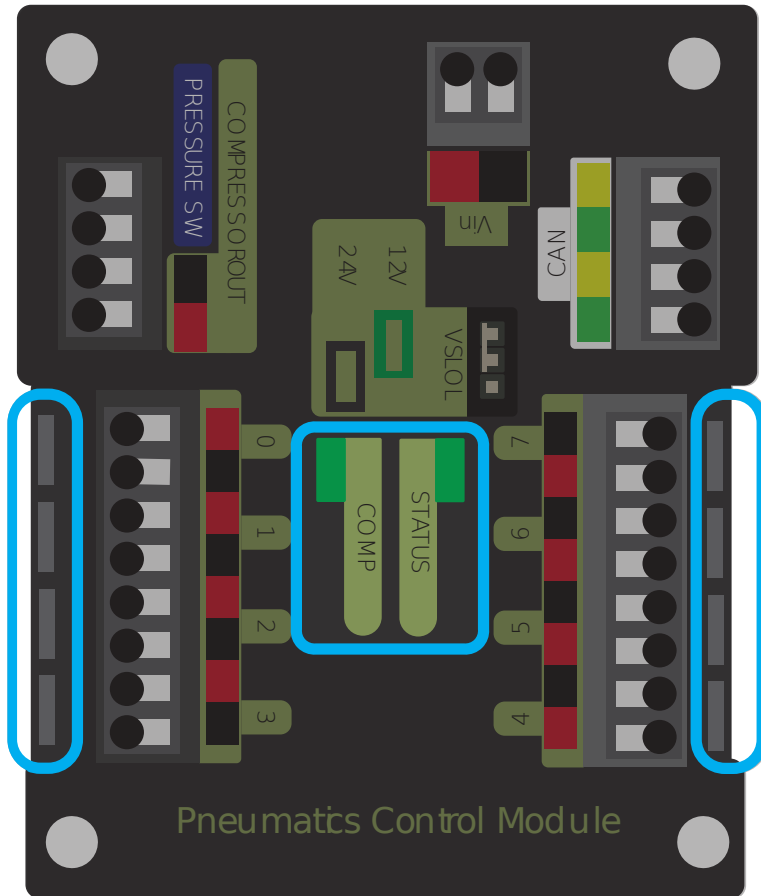 PRESSURE SW
COMPRESSOR OUT
Vin
CAN
24V
12V
VSLOL
0
1
2
3
COMP
STATUS
7
6
5
4
Pneumatics Control Module